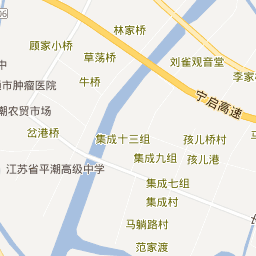 林家桥
顾家小桥
草荡桥
刘雀观音堂
中
李家
牛桥
通市肿瘤医院
宁启高速
潮农贸市场
岔港桥
集成十三组
孩儿桥村
集成九组
孩儿港
江苏省平潮高级中学
集成七组
集成村
马躺路村
范家渡